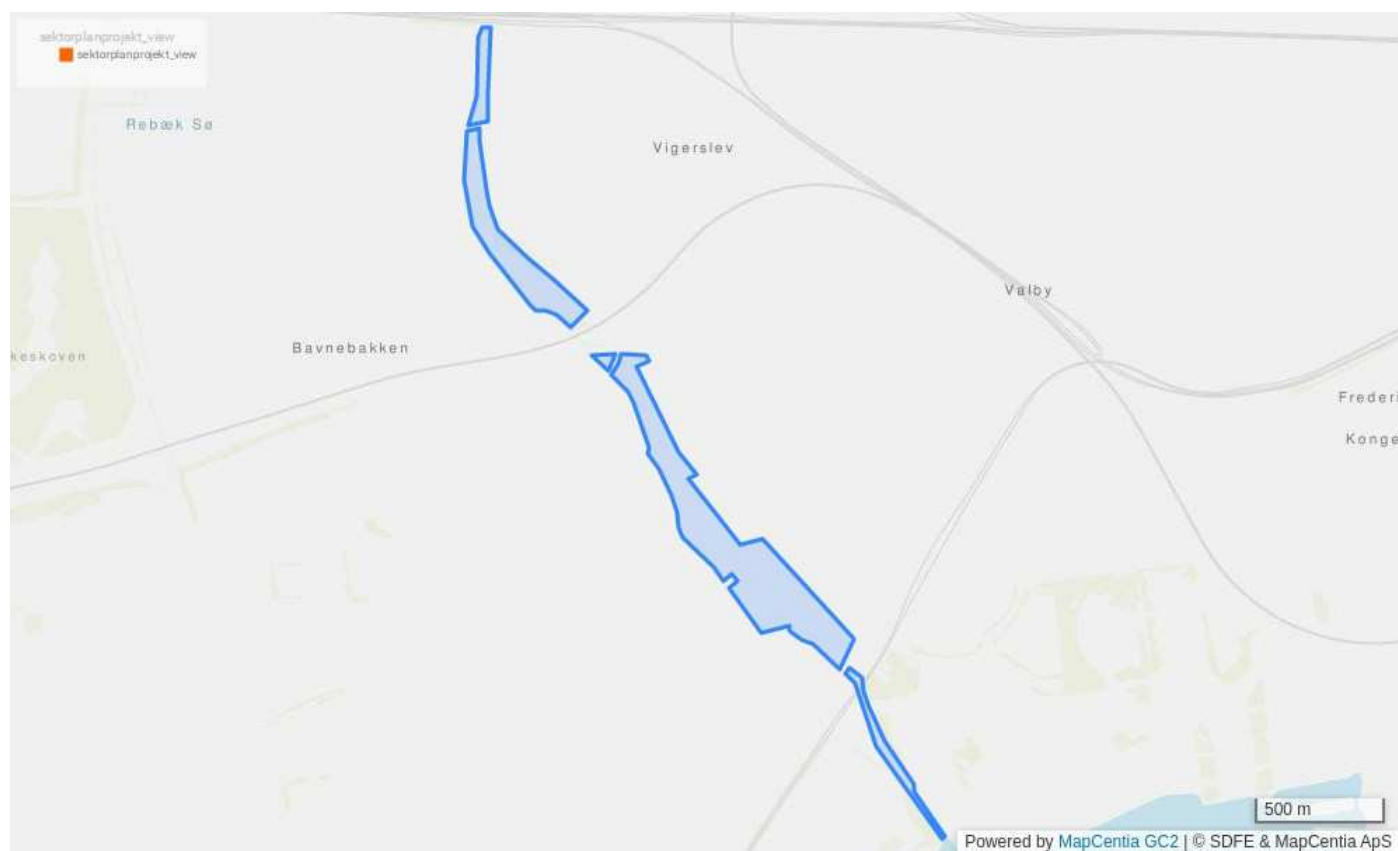 sektorplanprojekt_view
sektorplanprojekt_view
Rebæk Sø
Vigerslev
Valby
Bavnebakken
keskoven
Frederi
Konge
500 m
Powered by MapCentia GC2 | © SDFE & MapCentia ApS